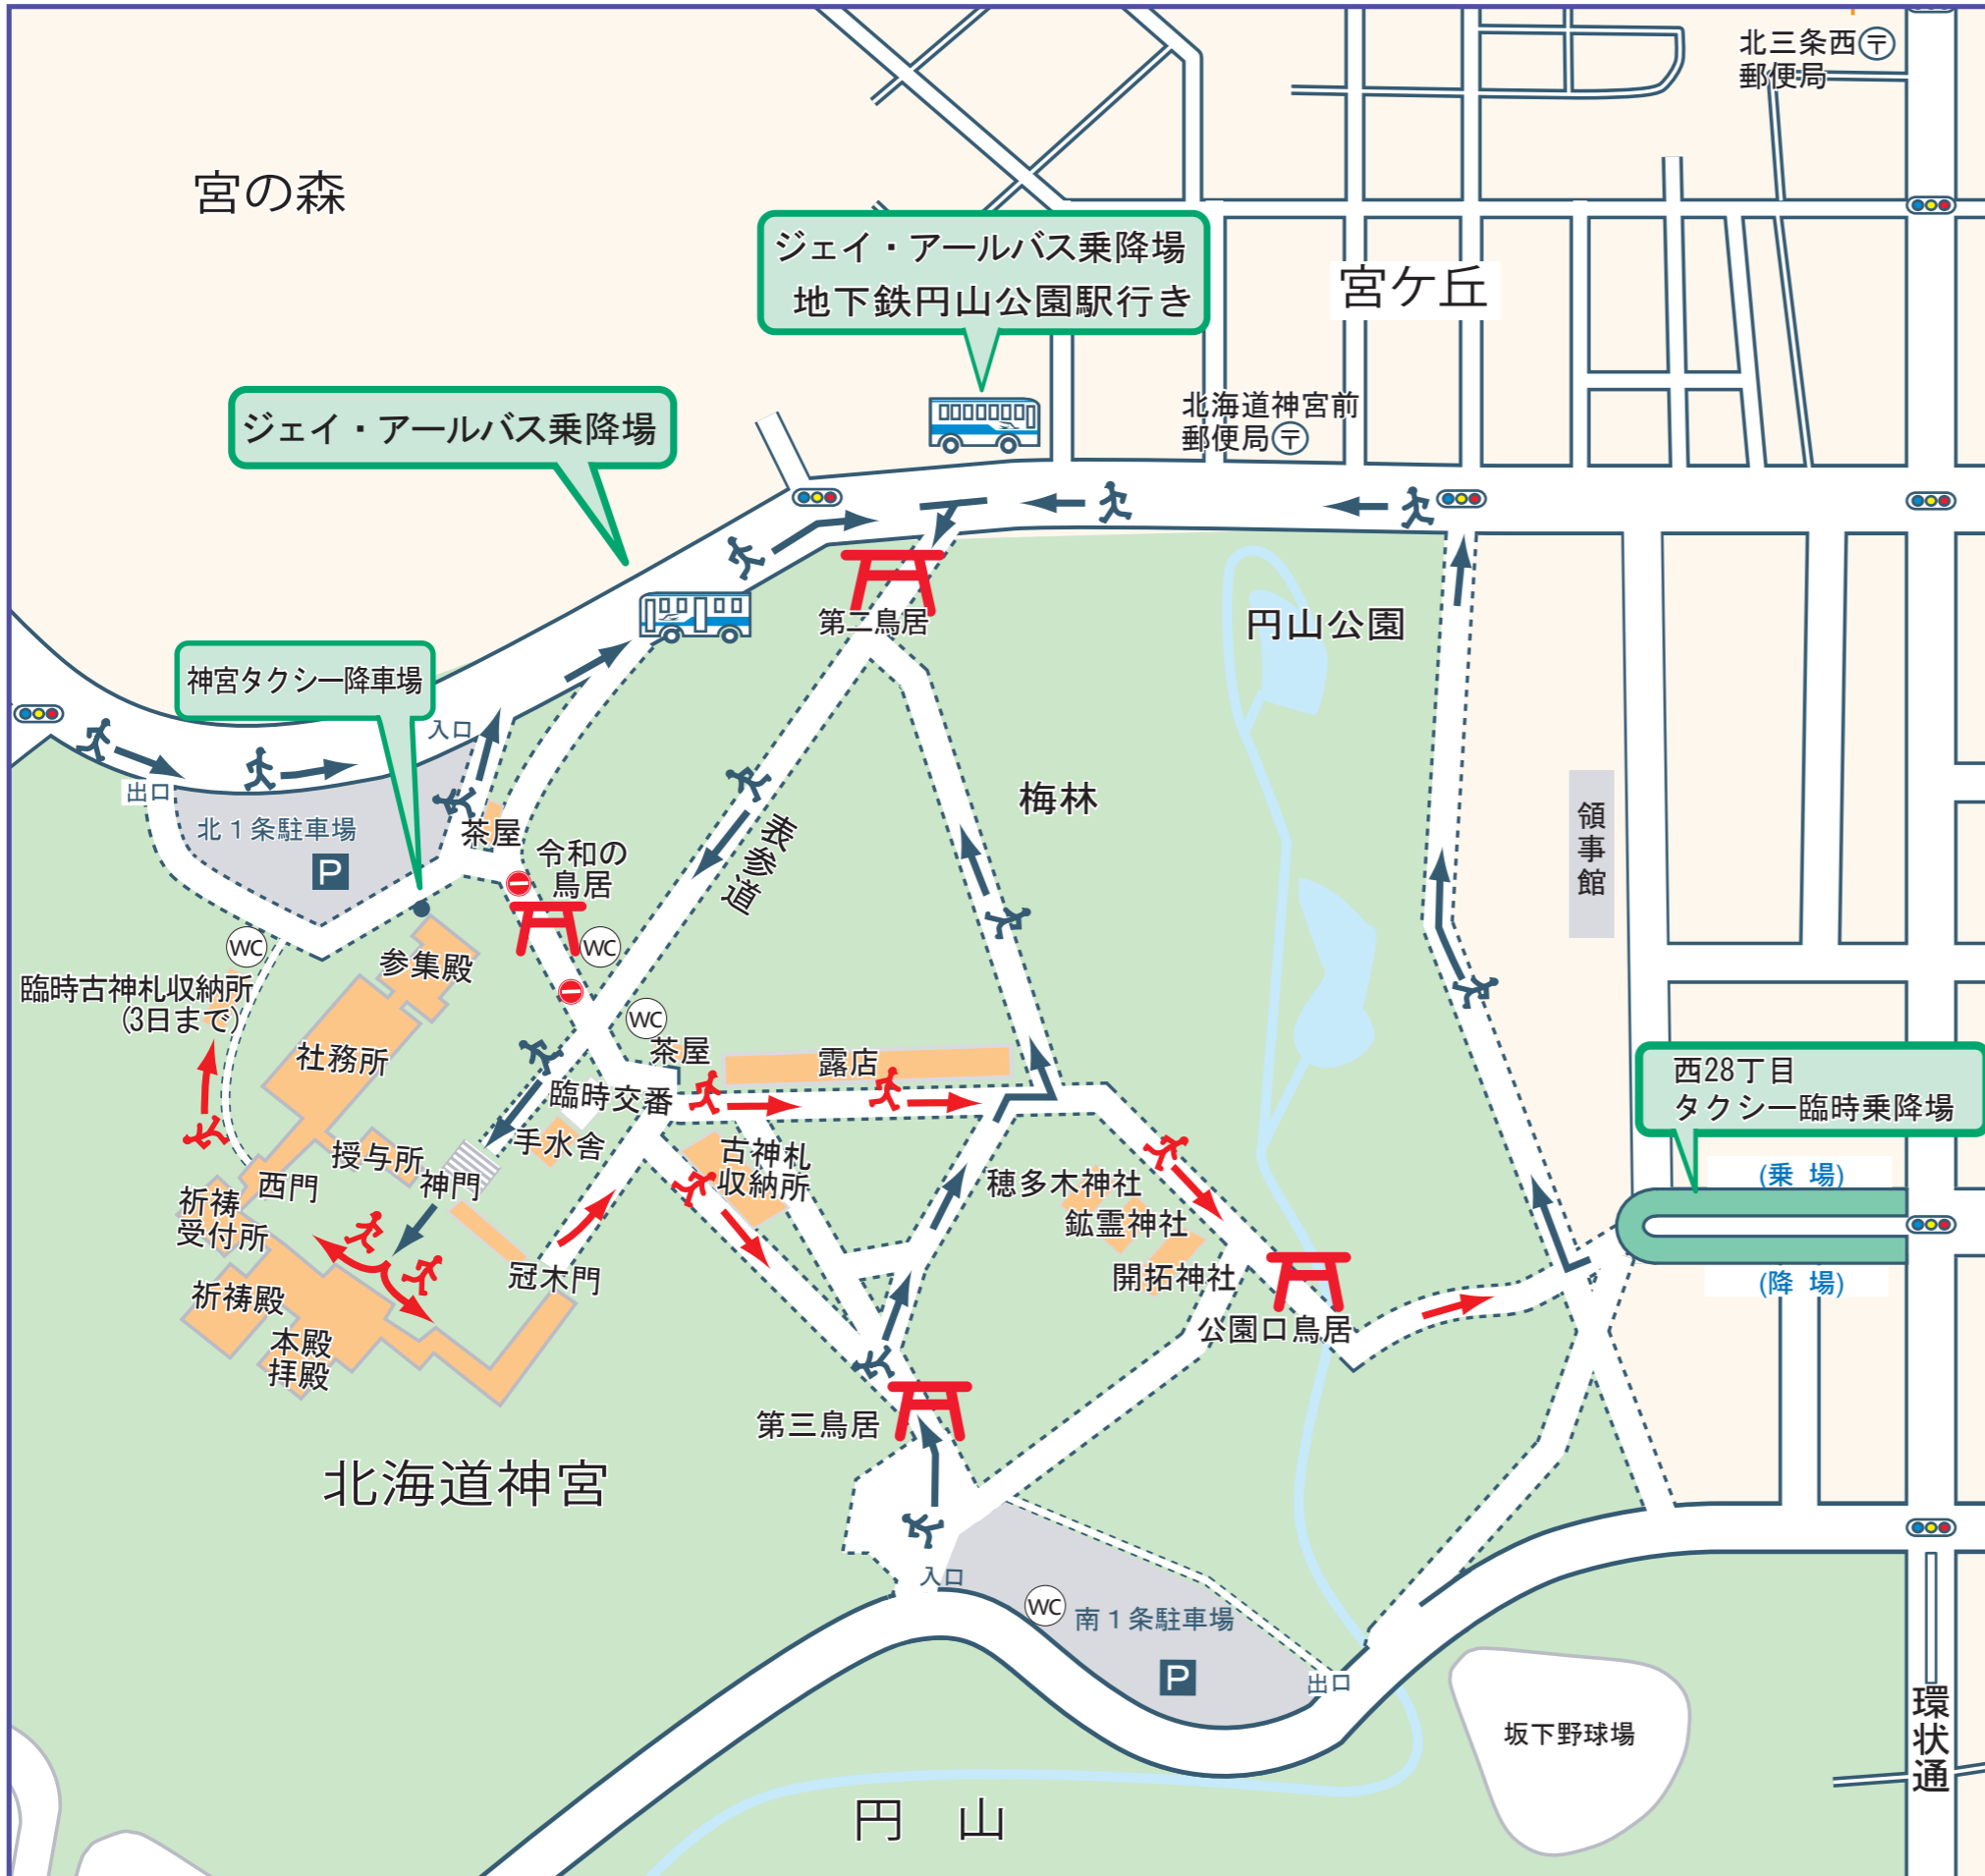 北三条西〒
郵便局
宮の森
ジェイ・アールバス乗降場
地下鉄円山公園駅行き
宮ケ丘
ジェイ・アールバス乗降場
北海道神宮前
郵便局〒
第二鳥居
円山公園
神宮タクシー降車場
入口
出口
北1条駐車場
P
茶屋
令和の
鳥居
表参道
梅林
領事館
WC
WC
参集殿
臨時古神札収納所
(3日まで)
WC
社務所
茶屋
露店
臨時交番
西28丁目
タクシー臨時乗降場
手水舎
授与所
西門
神門
古神札
収納所
穂多木神社
(乗 場)
祈祷
受付所
鉱霊神社
冠木門
開拓神社
(降 場)
祈祷殿
本殿
拝殿
公園口鳥居
第三鳥居
北海道神宮
入口
WC
南1条駐車場
P
出口
坂下野球場
環状通
円 山